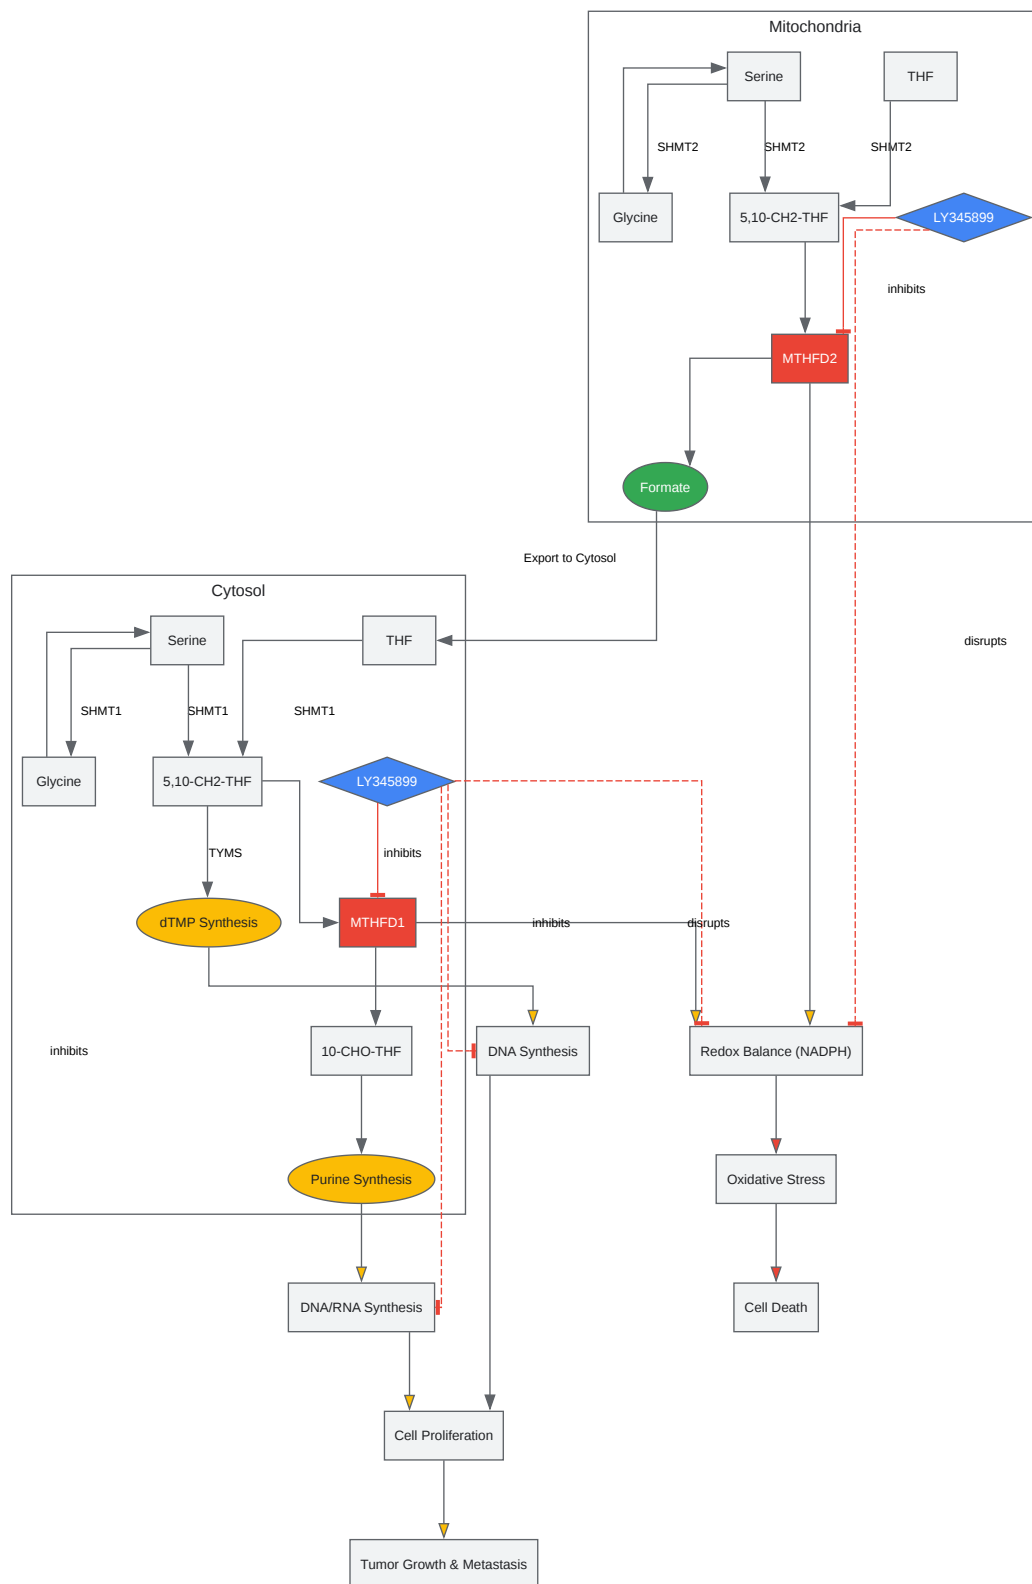 Mitochondria
Serine
THF
SHMT2
SHMT2
SHMT2
Glycine
5,10-CH2-THF
LY345899
inhibits
MTHFD2
Formate
Export to Cytosol
Cytosol
Serine
THF
disrupts
SHMT1
SHMT1
SHMT1
Glycine
5,10-CH2-THF
LY345899
TYMS
inhibits
dTMP Synthesis
MTHFD1
inhibits
disrupts
inhibits
10-CHO-THF
DNA Synthesis
Redox Balance (NADPH)
Purine Synthesis
Oxidative Stress
DNA/RNA Synthesis
Cell Death
Cell Proliferation
Tumor Growth & Metastasis